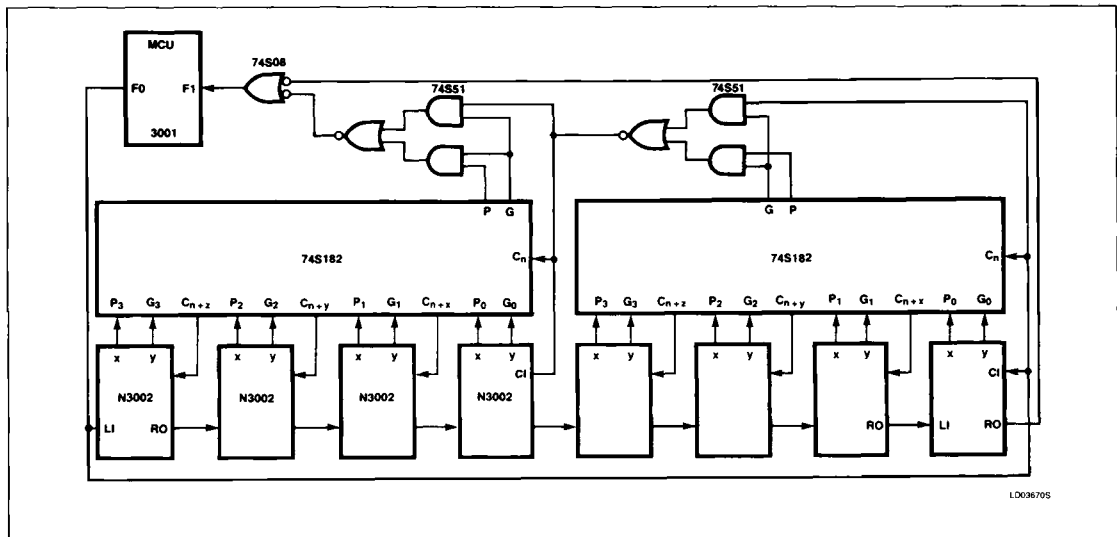 MCU
F0 F1
3001
74S08
74S51
74S51
P G
G P
74S182
Cn
74S182
Cn
P3 G3 Cn+z P2 G2 Cn+y P1 G1 Cn+x P0 G0
P3 G3 Cn+z P2 G2 Cn+y P1 G1 Cn+x P0 G0
x y x y x y x y
x y x y x y x y
CI
CI
N3002 N3002 N3002 N3002
LI RO
RO LI RO
LD03670S